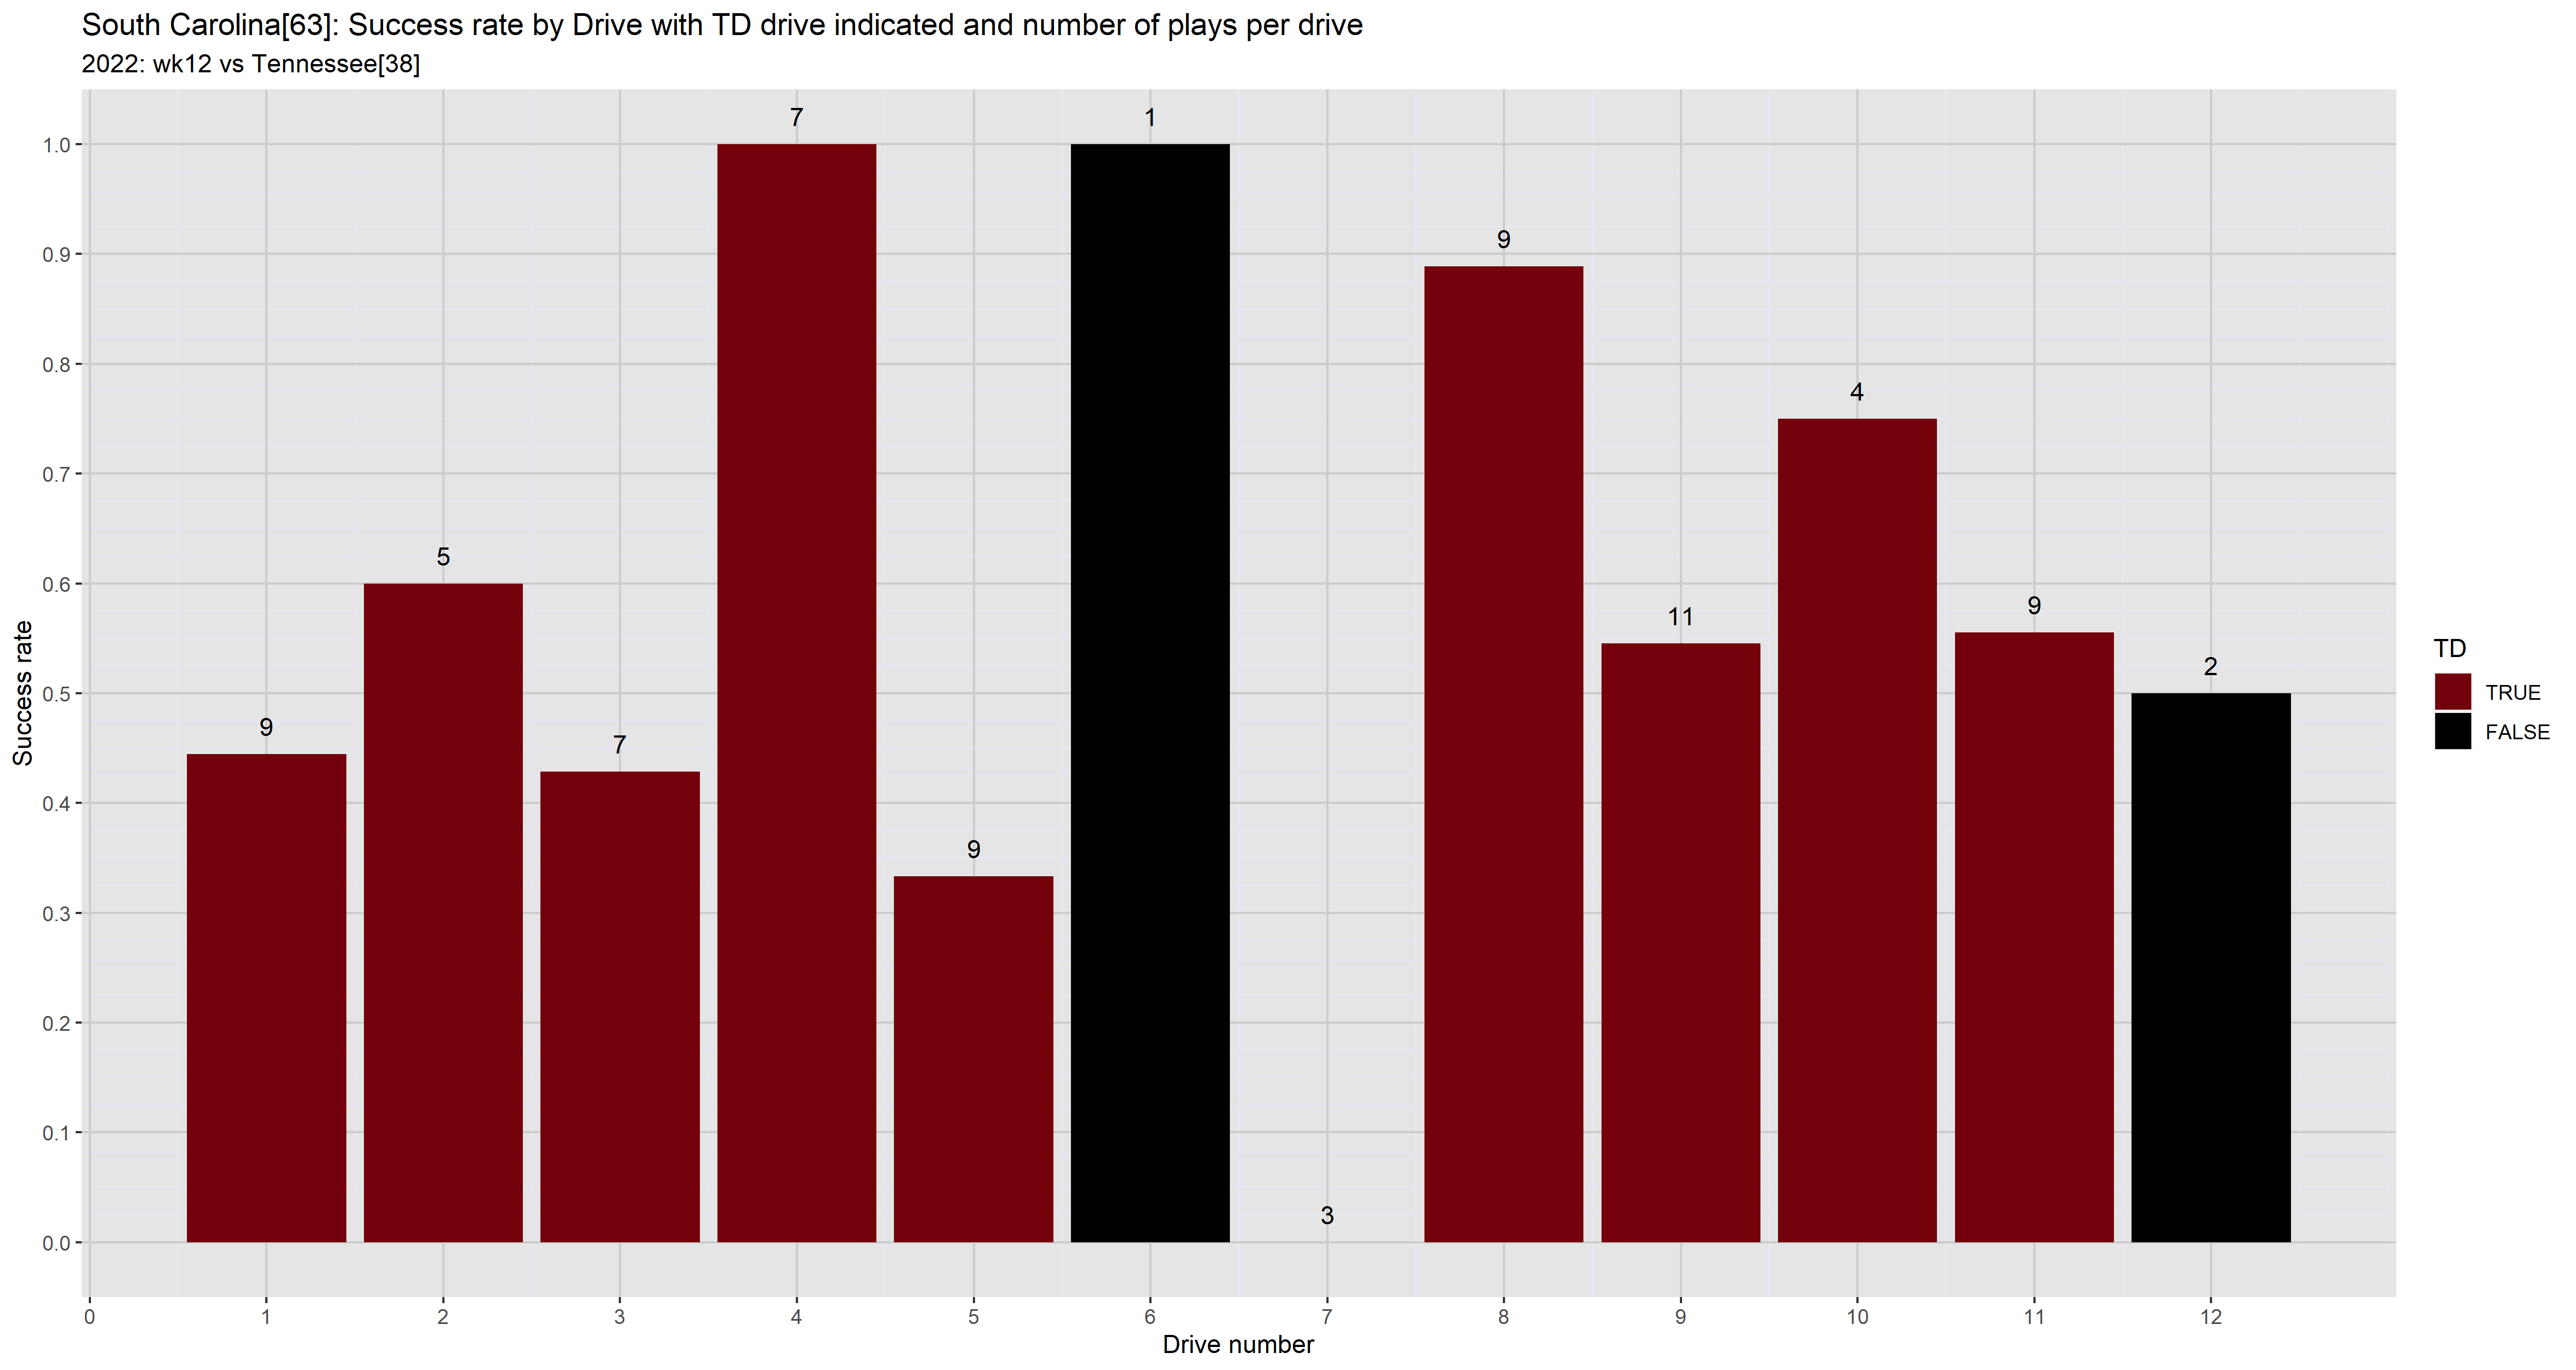 South Carolina[63]: Success rate by Drive with TD drive indicated and number of plays per drive
2022: wk12 vs Tennessee[38]
7
1
1.0
9
0.9
0.8
4
0.7
5
0.6
11
9
TD
2
TRUE
0.5
9
7
FALSE
Success rate
0.4
9
0.3
0.2
3
0.1
0.0
0 1 2 3 4 5 6 7 8 9 10 11 12
Drive number